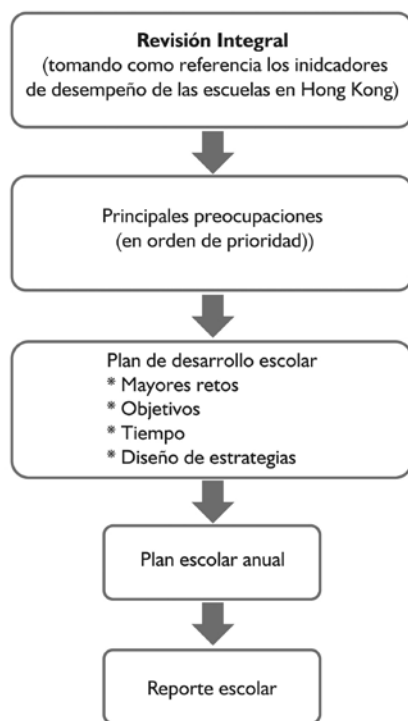 Revisión Integral
(tomando como referencia los inidcadores
de desempeño de las escuelas en Hong Kong)
Principales preocupaciones
(en orden de prioridad))
Plan de desarrollo escolar
* Mayores retos
* Objetivos
* Tiempo
* Diseño de estrategias
Plan escolar anual
Reporte escolar